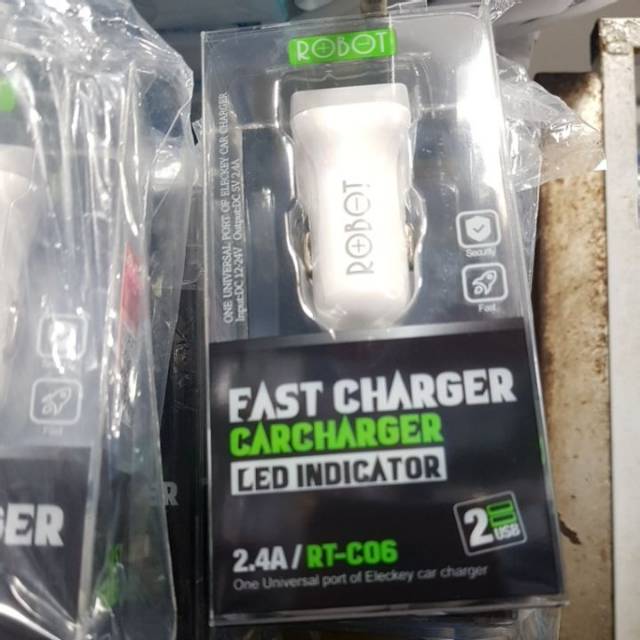 ROBOT
ONE UNIVERSAL PORE OF ELECKEY CAR CHARGER
Input:DC 12-24V Output:DC 5V 2.4A
ROBOT
Security
Fast
FAST CHARGER
CARCHARGER
LED INDICATOR
2 USB
2.4A / RT-C06
One Universal port of Eleckey car charger
GER
R